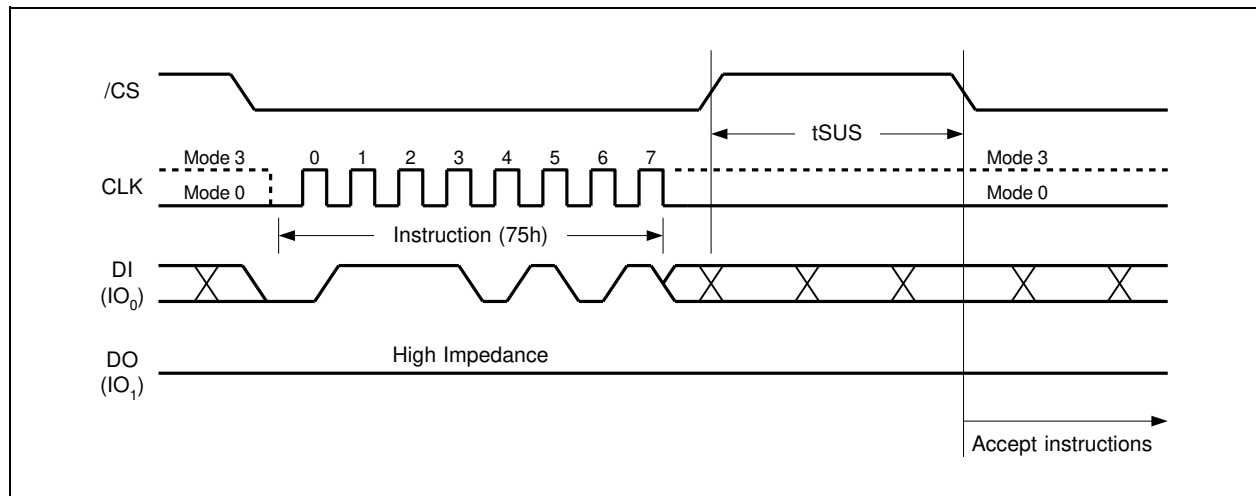 /CS
tSUS
Mode 3 0 1 2 3 4 5 6 7 Mode 3
CLK
Mode 0 Mode 0
Instruction (75h)
DI
(IO0)
High Impedance
DO
(IO1)
Accept instructions